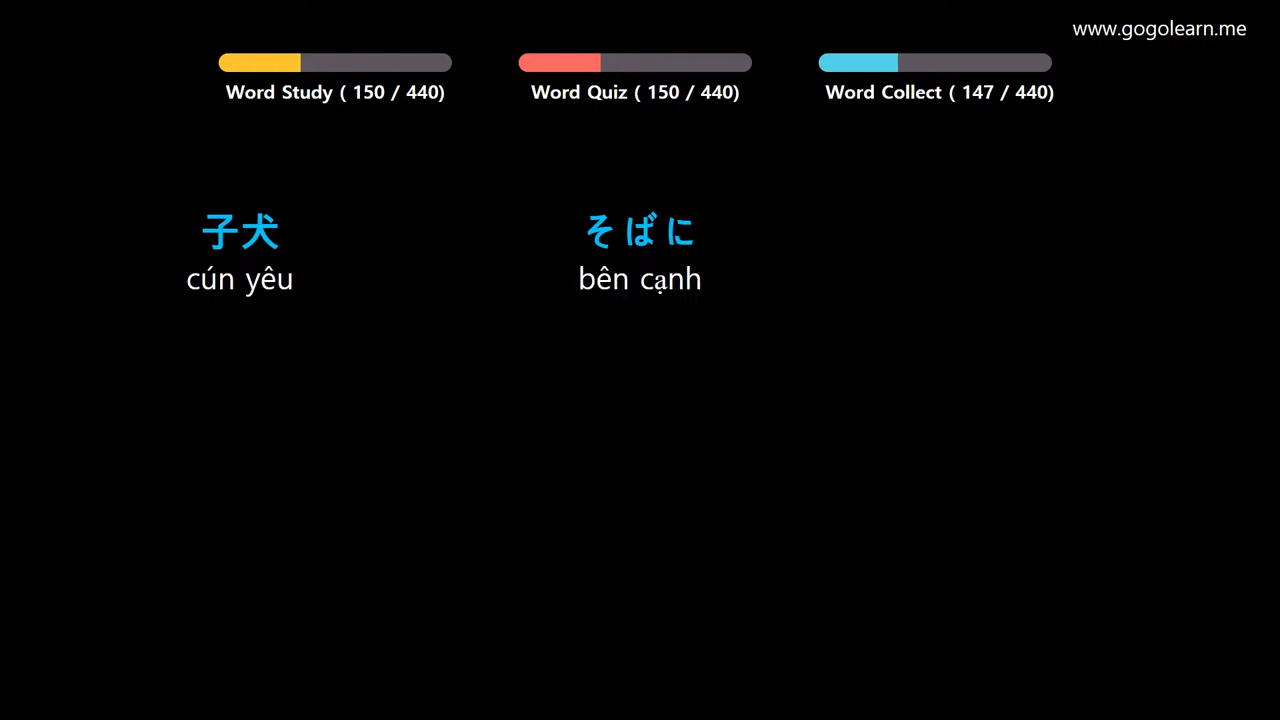 www.gogolearn.me
Word Study ( 150 / 440)
Word Quiz ( 150 / 440)
Word Collect ( 147 / 440)
子犬
cún yêu
そばに
bên cạnh